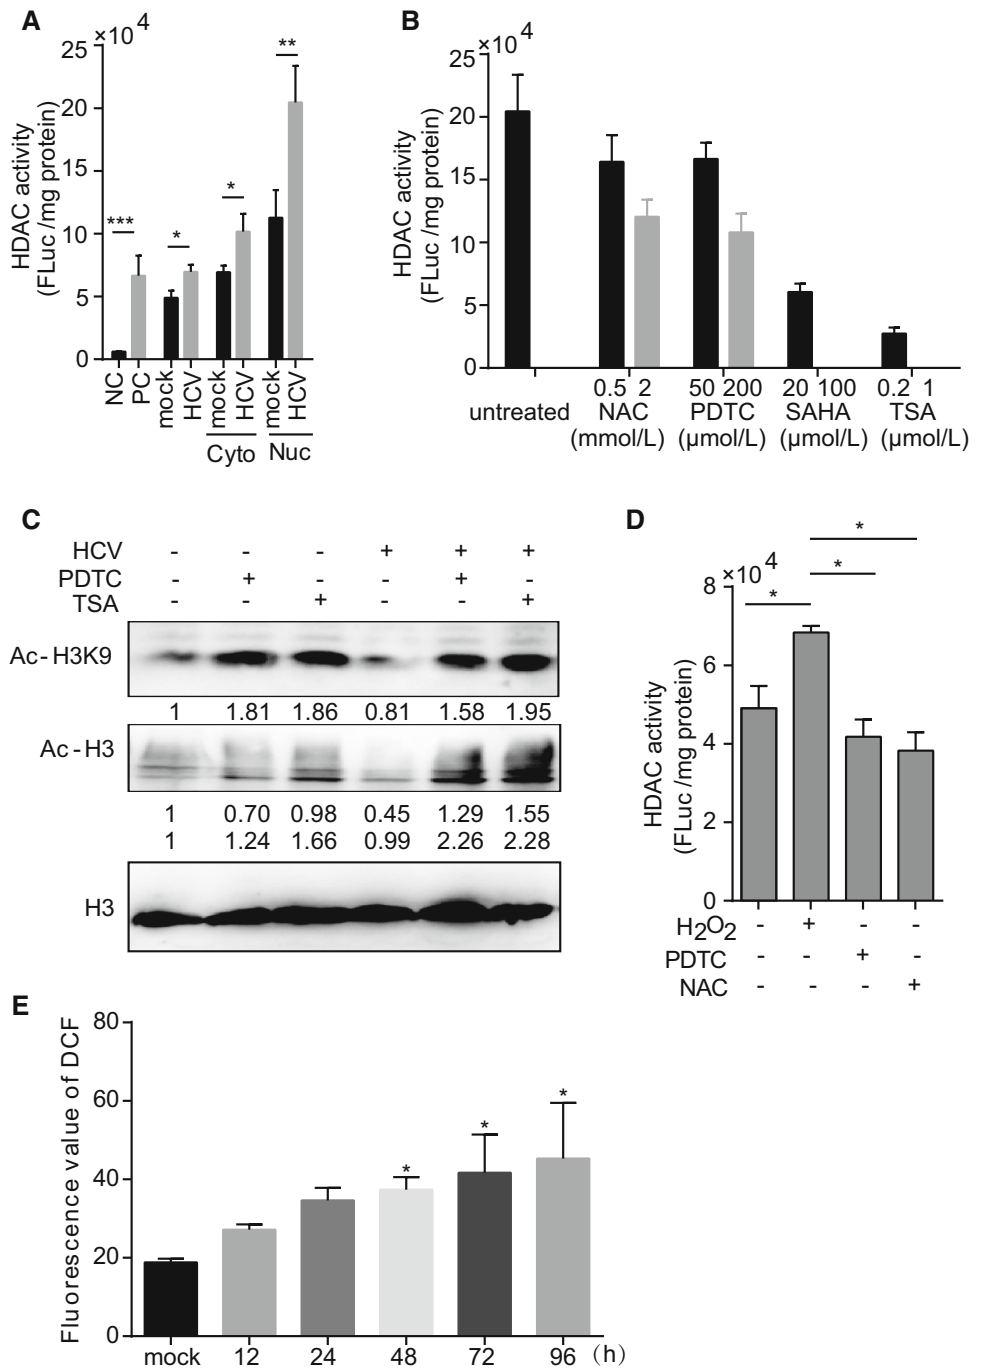 A
×10 4
25
20
15
10
5
0
HDAC activity
(FLuc /mg protein)
***
*
*
**
NC
PC
mock
HCV
mock
HCV
mock
HCV
Cyto
Nuc
B
×10 4
25
20
15
10
5
0
HDAC activity
(FLuc /mg protein)
0.5 2 50 200 20 100 0.2 1
untreated NAC PDTC SAHA TSA
(mmol/L) (µmol/L) (µmol/L) (µmol/L)
C
HCV - - - + + +
PDTC - + - - + -
TSA - - + - - +
Ac-H3K9
1 1.81 1.86 0.81 1.58 1.95
Ac-H3
1 0.70 0.98 0.45 1.29 1.55
1 1.24 1.66 0.99 2.26 2.28
H3
D
×10 4
8
6
4
2
0
HDAC activity
(FLuc /mg protein)
*
*
*
H2O2 - + - -
PDTC - - + -
NAC - - - +
E
80
60
40
20
0
Fluorescence value of DCF
*
*
*
mock 12 24 48 72 96 (h)